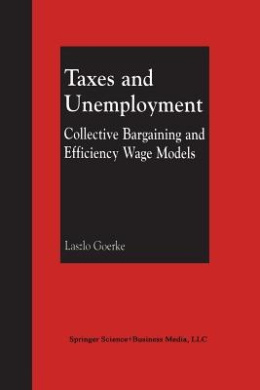 Taxes and
Unemployment
Collective Bargaining and
Efficiency Wage Models
Laszlo Goerke
Springer Science+Business Media, LLC